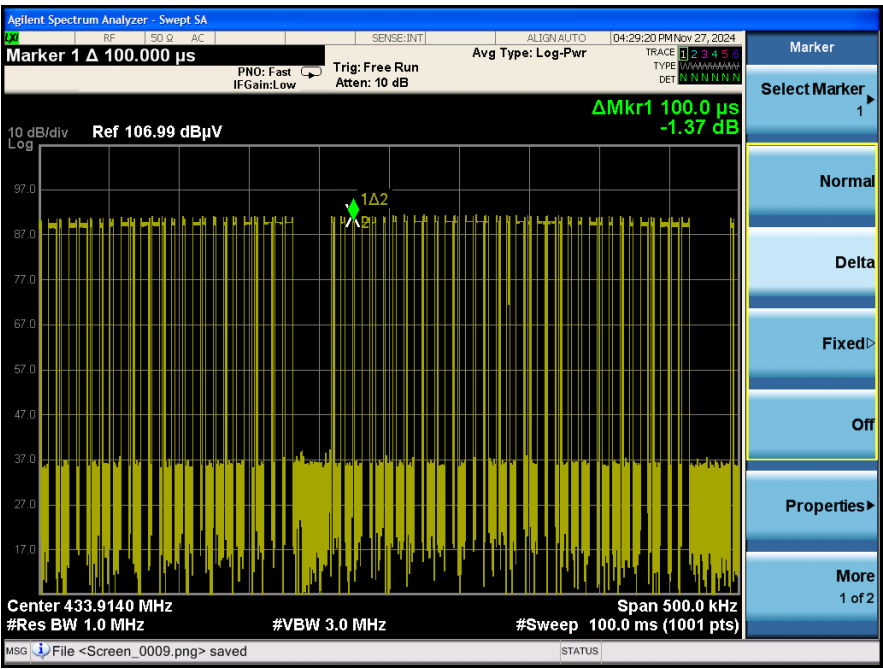 Agilent Spectrum Analyzer - Swept SA
LXI RF 50 Ω AC SENSE:INT ALIGN AUTO 04:29:20 PM Nov 27, 2024
Marker 1 Δ 100.000 µs
PNO: Fast
IFGain:Low
Trig: Free Run
Atten: 10 dB
Avg Type: Log-Pwr
TRACE 1 2 3 4 5 6
TYPE WWWWWW
DET N N N N N N
ΔMkr1 100.0 µs
-1.37 dB
10 dB/div Ref 106.99 dBµV
Log
97.0
87.0
77.0
67.0
57.0
47.0
37.0
27.0
17.0
1Δ2
2
Center 433.9140 MHz
#Res BW 1.0 MHz
#VBW 3.0 MHz
Span 500.0 kHz
#Sweep 100.0 ms (1001 pts)
MSG File <Screen_0009.png> saved STATUS
Marker
Select Marker
1
Normal
Delta
Fixed
Off
Properties
More
1 of 2